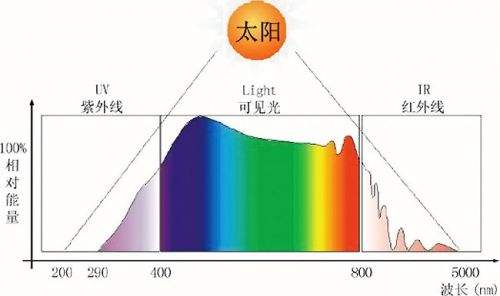 太阳
UV
紫外线
Light
可见光
IR
红外线
100%
相
对
能
量
200 290 400 800 5000
波长 (nm)